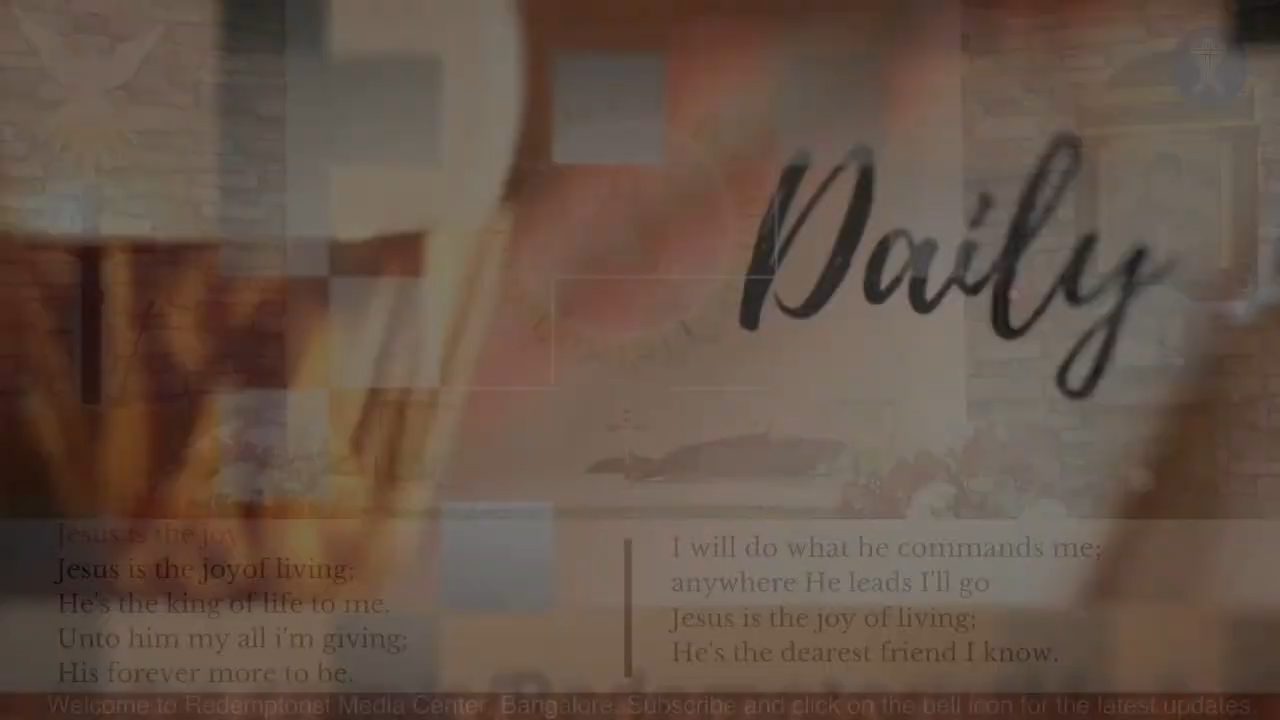 Daily
Jesus is the joy
Jesus is the joyof living;
He's the king of life to me.
Unto him my all i'm giving;
His forever more to be.
I will do what he commands me;
anywhere He leads I'll go
Jesus is the joy of living;
He's the dearest friend I know.
Welcome to Redemptorist Media Center, Bangalore. Subscribe and click on the bell icon for the latest updates.